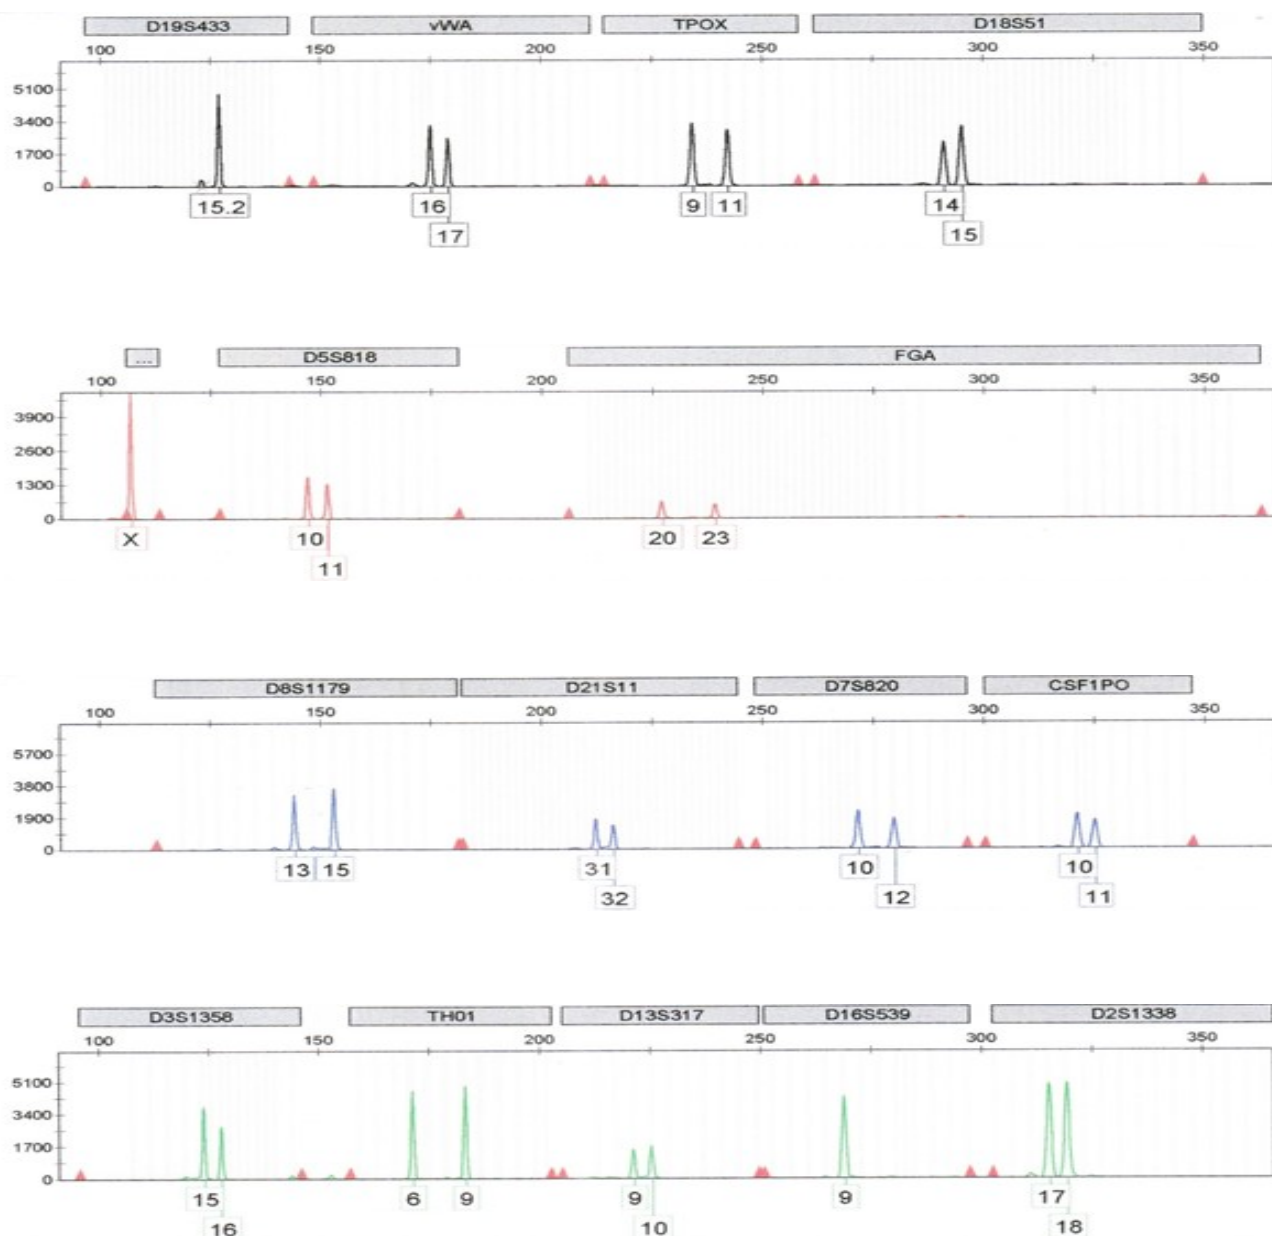 D19S433 vWA TPOX D18S51
100 150 200 250 300 350
5100
3400
1700
0
15.2 16 9 11 14
17 15
... D5S818 FGA
100 150 200 250 300 350
3900
2600
1300
0
X 10 20 23
11
D8S1179 D21S11 D7S820 CSF1PO
100 150 200 250 300 350
5700
3800
1900
0
13 15 31 10 10
32 12 11
D3S1358 TH01 D13S317 D16S539 D2S1338
100 150 200 250 300 350
5100
3400
1700
0
15 6 9 9 9 17
16 10 18